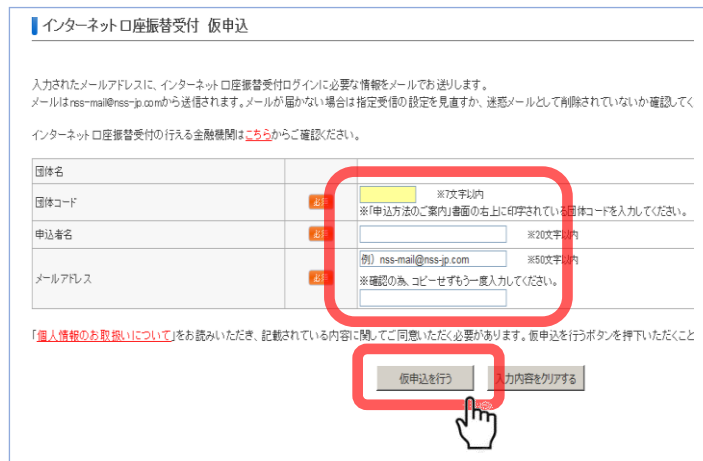 インターネット口座振替受付 仮申込
入力されたメールアドレスに、インターネット口座振替受付ログインに必要な情報をメールでお送りします。
メールはnss-mail@nss-jp.comから送信されます。メールが届かない場合は指定受信の設定を見直すか、迷惑メールとして削除されていないか確認してく
インターネット口座振替受付の行える金融機関はこちらからご確認ください。
団体名
団体コード 必須 ※7文字以内
※「申込方法のご案内」書面の右上に印字されている団体コードを入力してください。
申込者名 必須 ※20文字以内
例）nss-mail@nss-jp.com ※50文字以内
メールアドレス 必須 ※確認の為、コピーせずもう一度入力してください。
「個人情報のお取扱いについて」をお読みいただき、記載されている内容に関してご同意いただく必要があります。仮申込を行うボタンを押下いただくこと
仮申込を行う 入力内容をクリアする